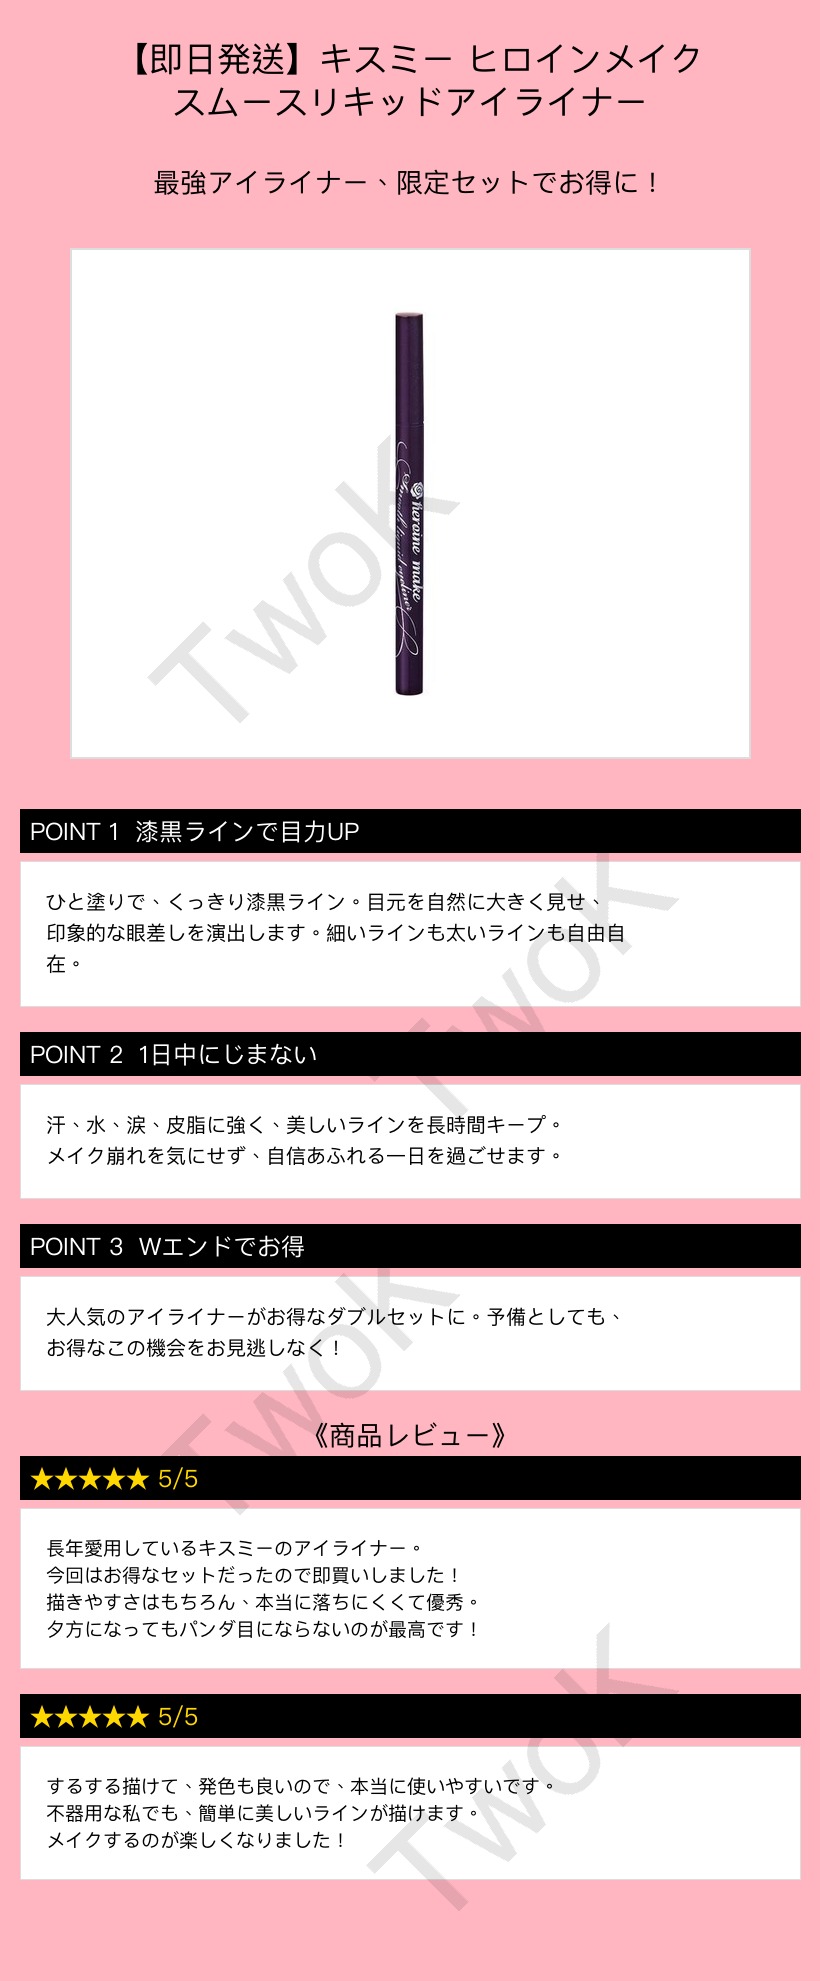 【即日発送】キスミー ヒロインメイク
スムースリキッドアイライナー
最強アイライナー、限定セットでお得に！
heroine make
Smooth liquid eyeliner
TwoK
POINT 1 漆黒ラインで目力UP
ひと塗りで、くっきり漆黒ライン。目元を自然に大きく見せ、
印象的な眼差しを演出します。細いラインも太いラインも自由自
在。
TwoK
POINT 2 1日中にじまない
汗、水、涙、皮脂に強く、美しいラインを長時間キープ。
メイク崩れを気にせず、自信あふれる一日を過ごせます。
POINT 3 Wエンドでお得
大人気のアイライナーがお得なダブルセットに。予備としても、
お得なこの機会をお見逃しなく！
TwoK
《商品レビュー》
★★★★★ 5/5
長年愛用しているキスミーのアイライナー。
今回はお得なセットだったので即買いしました！
描きやすさはもちろん、本当に落ちにくくて優秀。
夕方になってもパンダ目にならないのが最高です！
★★★★★ 5/5
するする描けて、発色も良いので、本当に使いやすいです。
不器用な私でも、簡単に美しいラインが描けます。
メイクするのが楽しくなりました！
TwoK